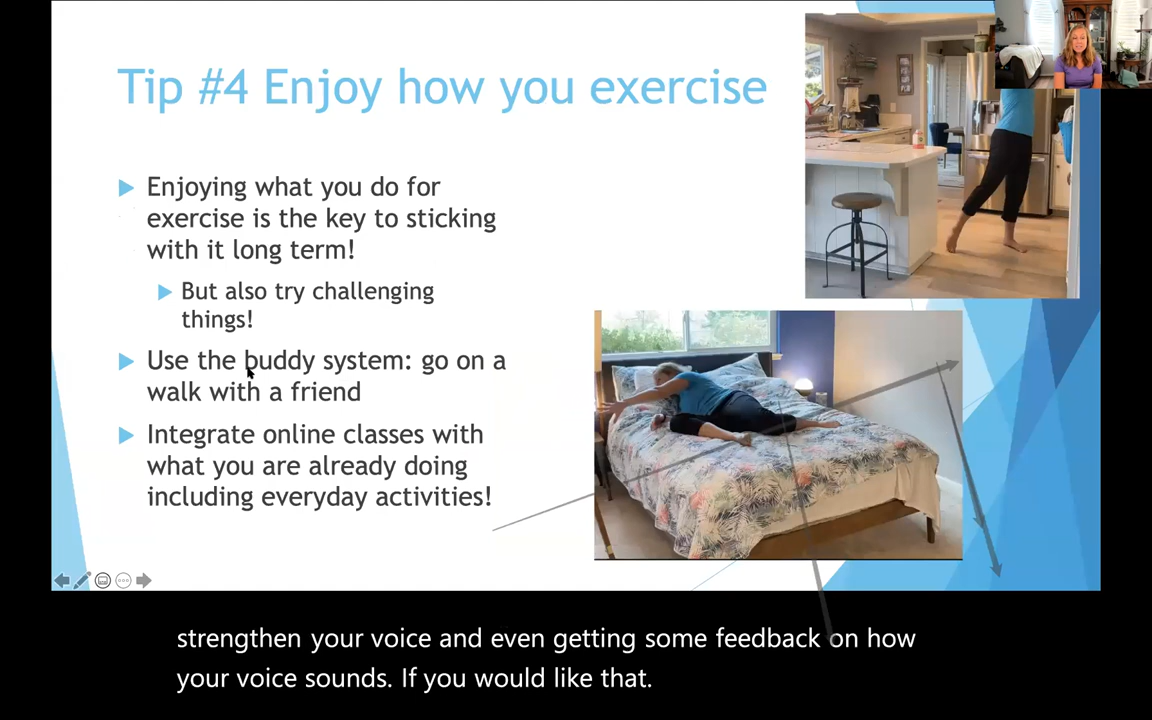 Tip #4 Enjoy how you exercise
Enjoying what you do for
exercise is the key to sticking
with it long term!
But also try challenging
things!
Use the buddy system: go on a
walk with a friend
Integrate online classes with
what you are already doing
including everyday activities!
strengthen your voice and even getting some feedback on how
your voice sounds. If you would like that.